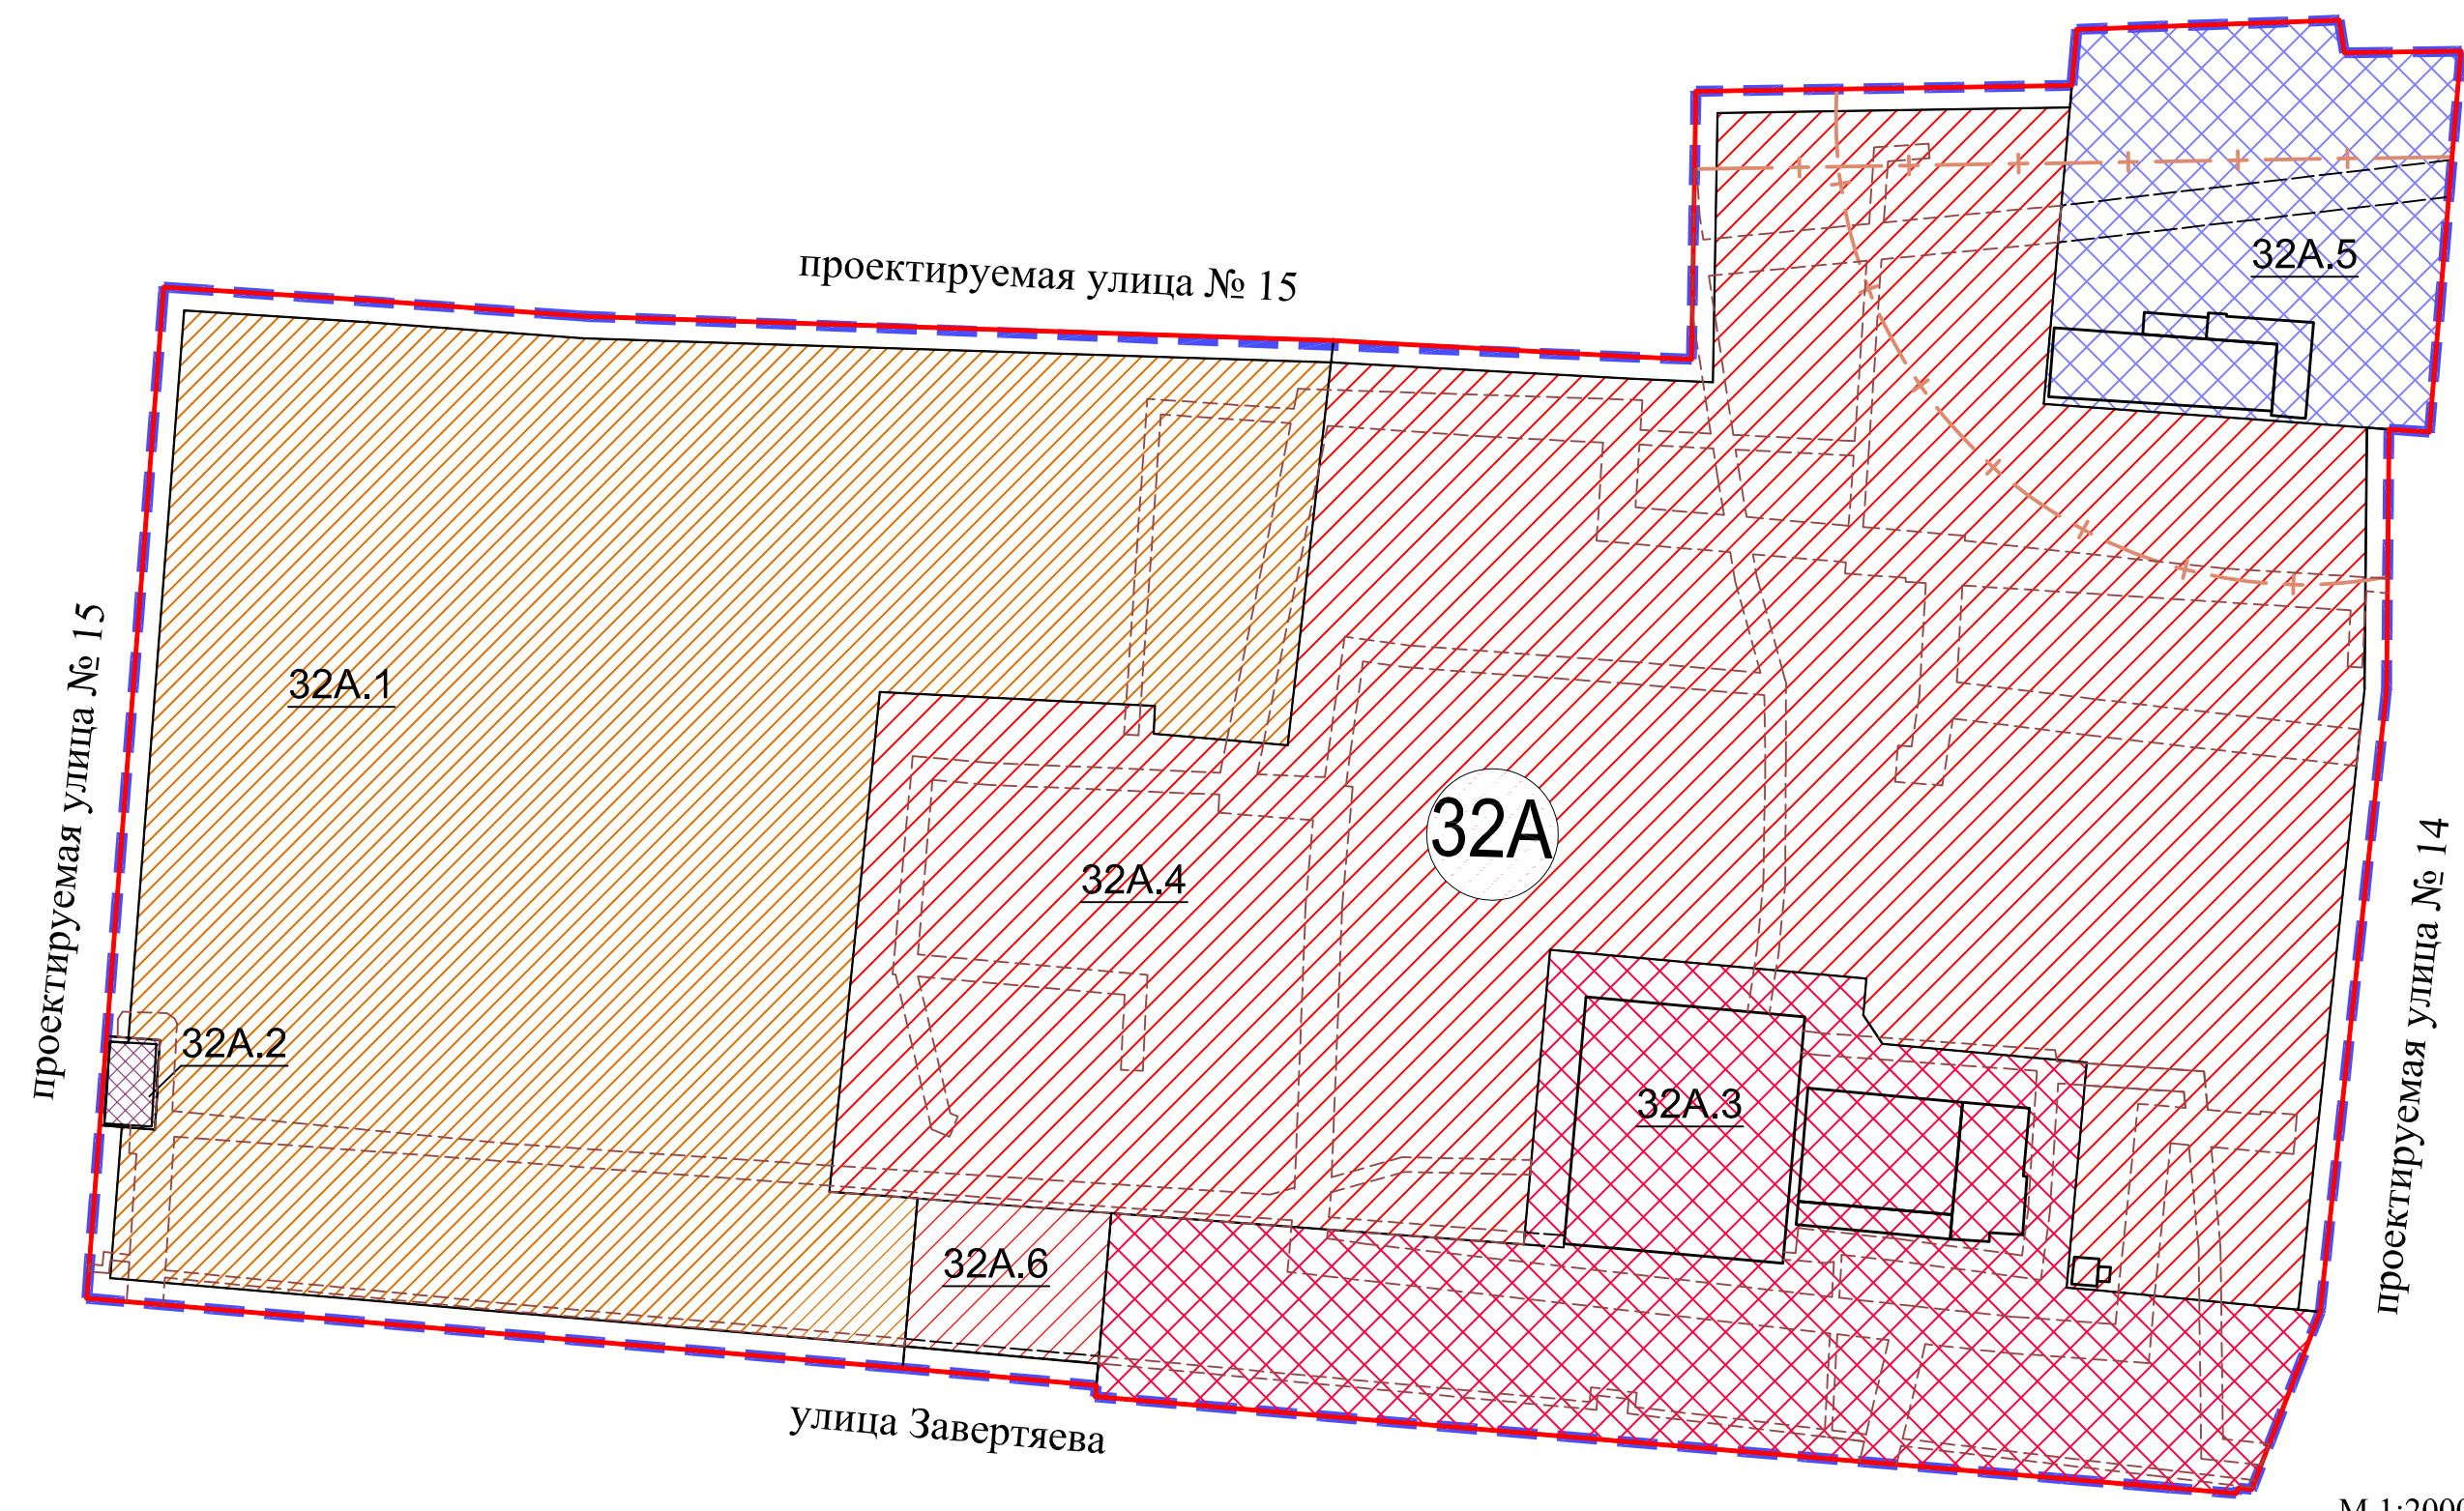 32А.5
проектируемая улица № 15
проектируемая улица № 15
32А.1
32А
32А.4
проектируемая улица № 14
32А.2
32А.3
32А.6
улица Завертяева